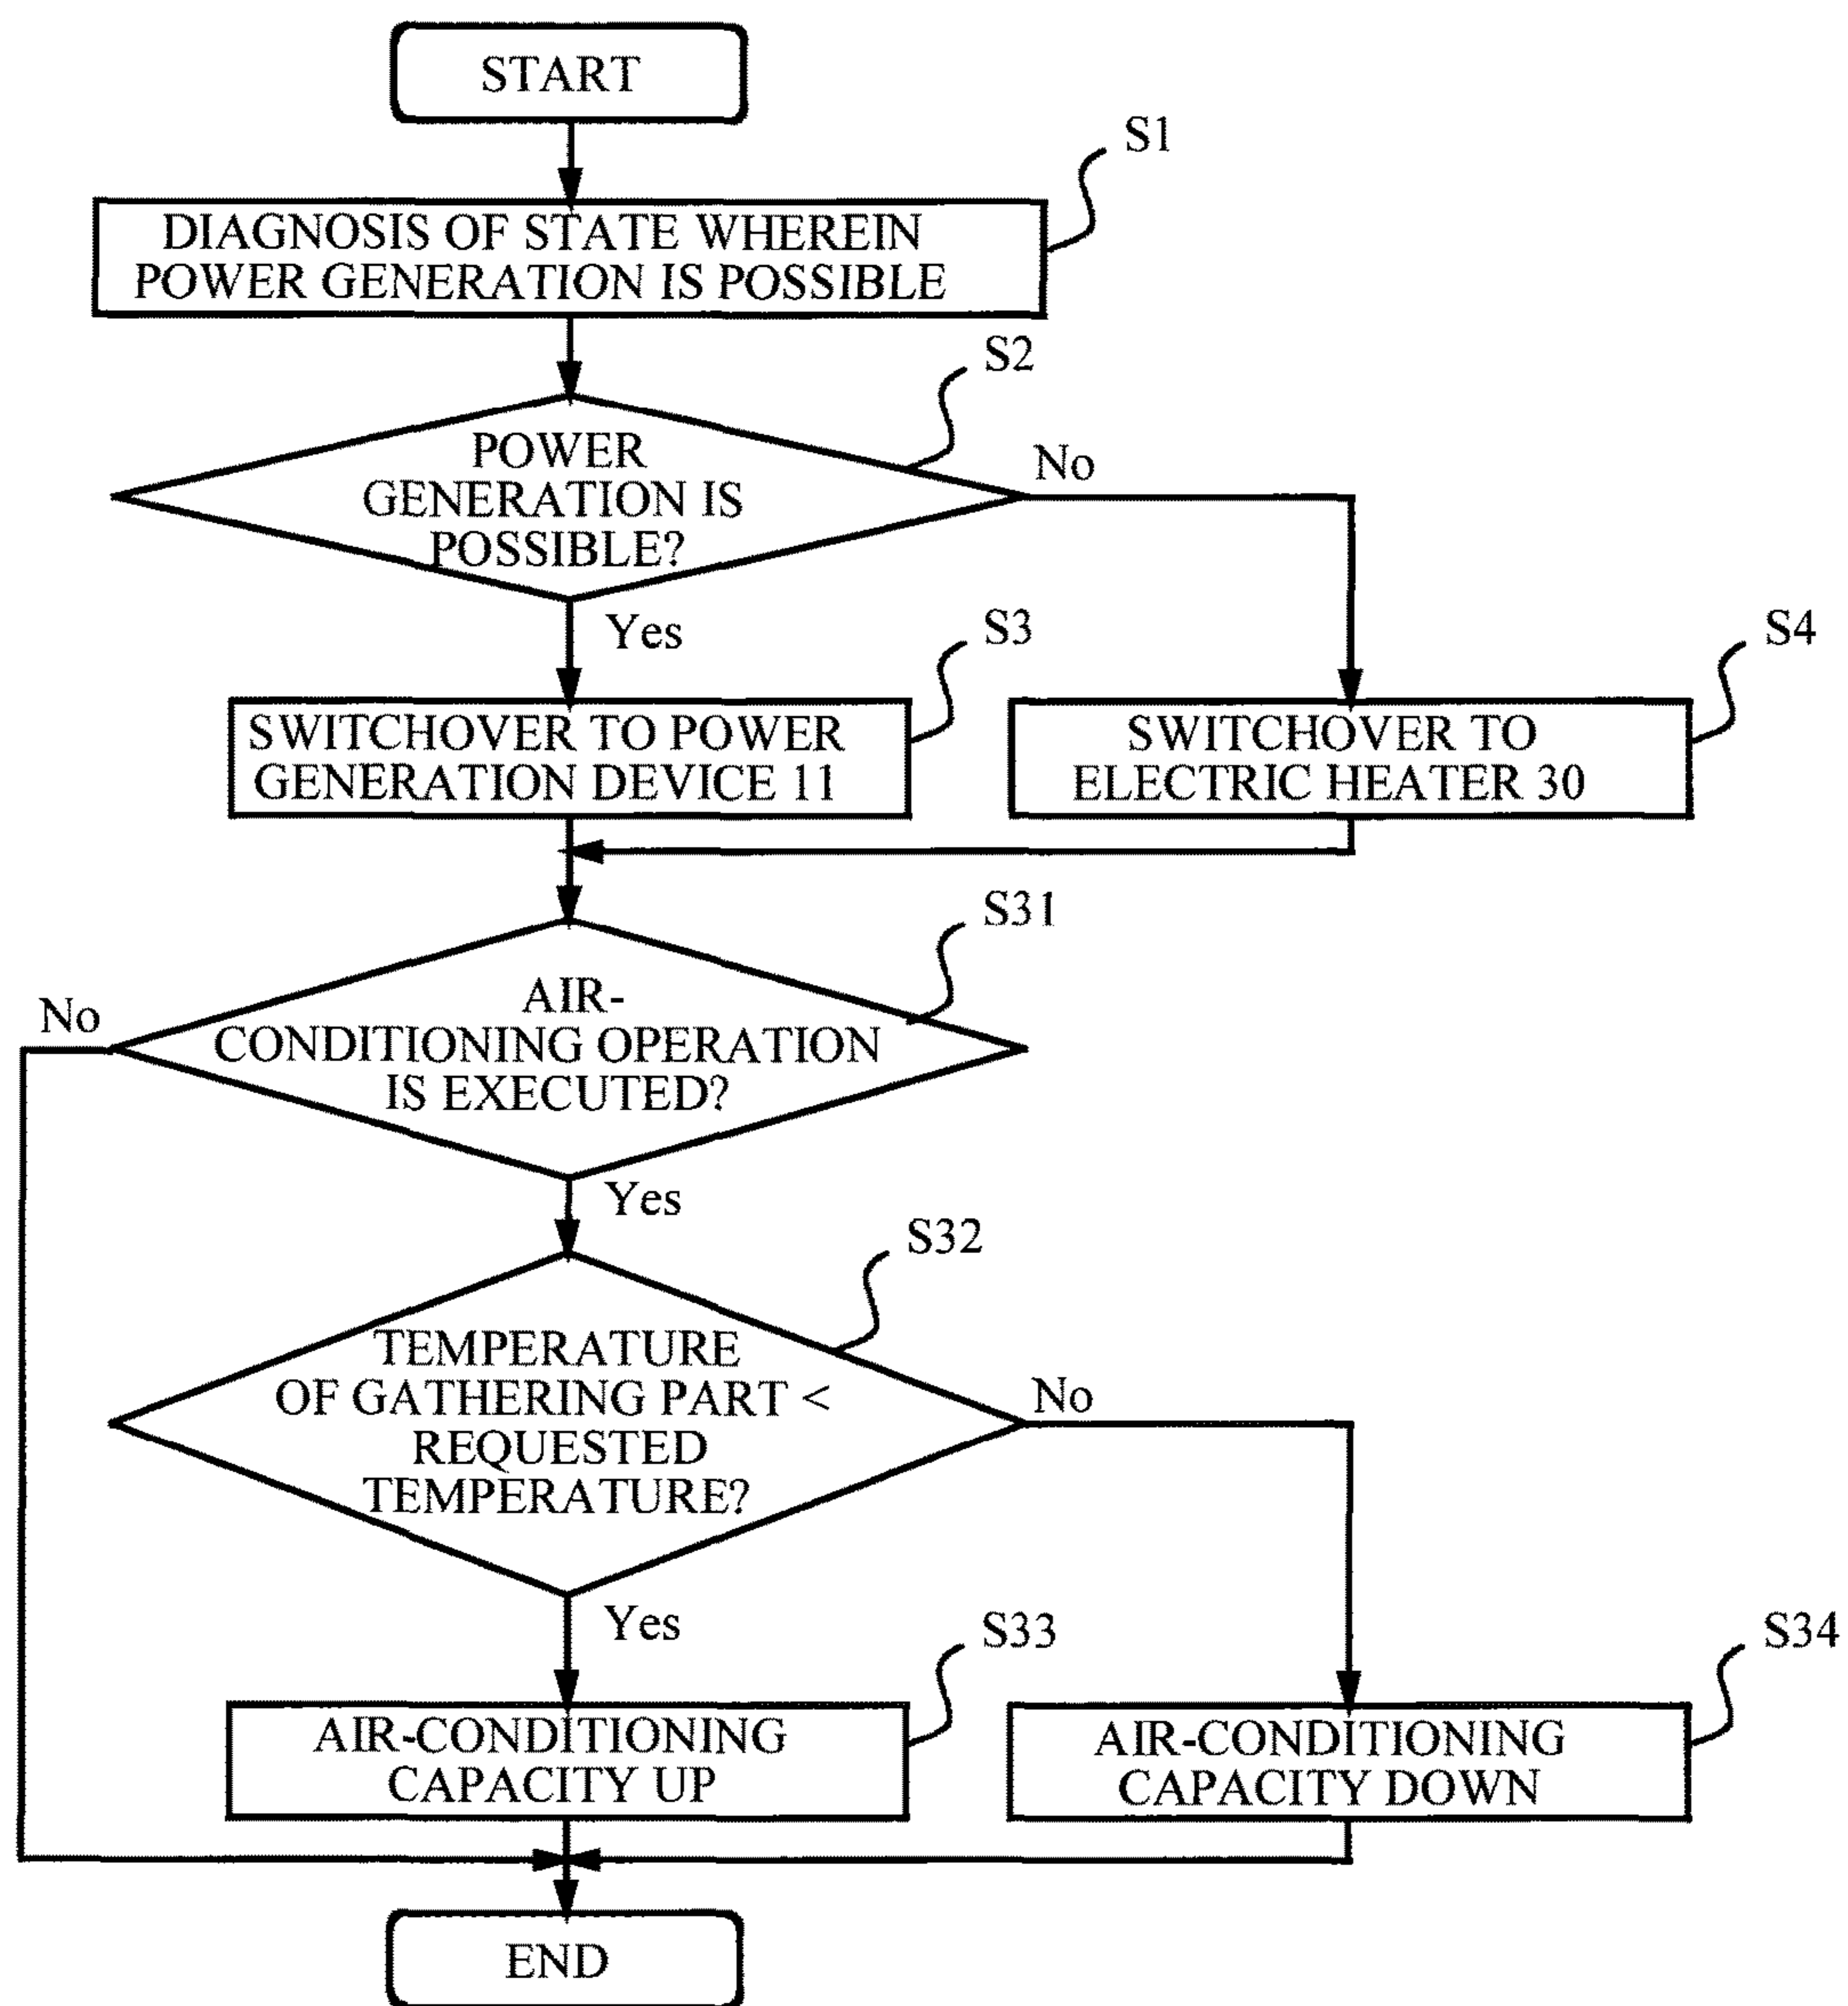 START
S1
DIAGNOSIS OF STATE WHEREIN
POWER GENERATION IS POSSIBLE
S2
POWER
GENERATION IS
POSSIBLE?
No
Yes
S3
S4
SWITCHOVER TO POWER
GENERATION DEVICE 11
SWITCHOVER TO
ELECTRIC HEATER 30
S31
AIR-
CONDITIONING OPERATION
IS EXECUTED?
No
Yes
S32
TEMPERATURE
OF GATHERING PART <
REQUESTED
TEMPERATURE?
No
Yes
S33
S34
AIR-CONDITIONING
CAPACITY UP
AIR-CONDITIONING
CAPACITY DOWN
END